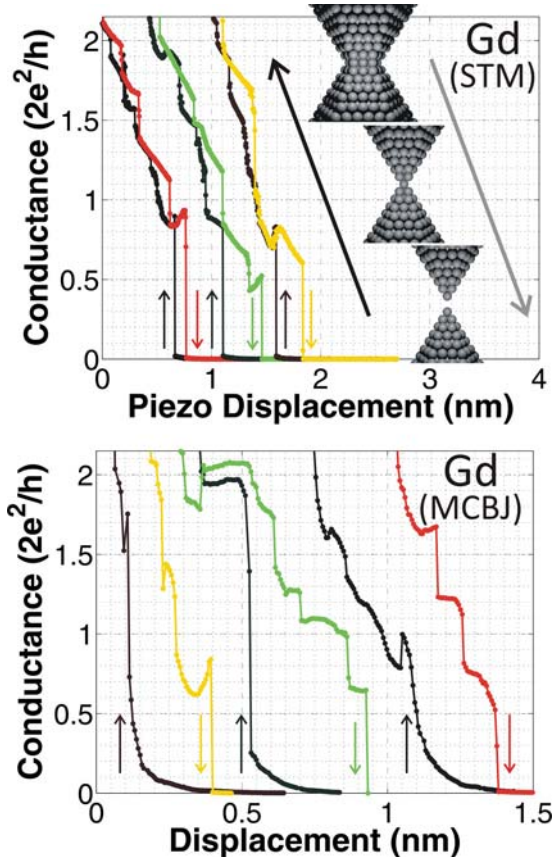 Gd
(STM)
Conductance (2e²/h)
2
1.5
1
0.5
0
0
1
2
3
4
Piezo Displacement (nm)
Gd
(MCBJ)
Conductance (2e²/h)
2
1.5
1
0.5
0
0
0.5
1
1.5
Displacement (nm)